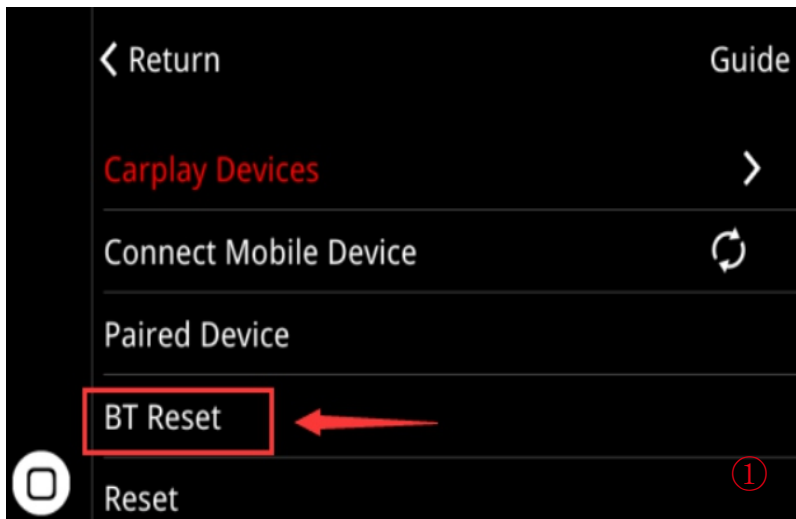 Return
Guide
Carplay Devices
Connect Mobile Device
Paired Device
BT Reset
①
Reset